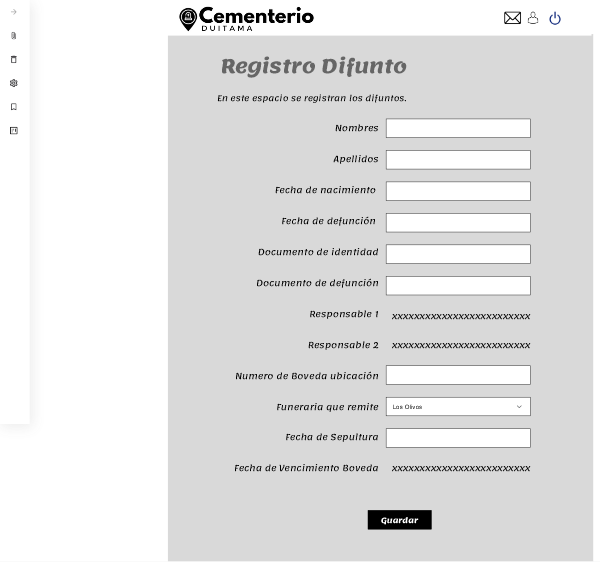 Cementerio
DUITAMA
Registro Difunto
En este espacio se registran los difuntos.
Nombres
Apellidos
Fecha de nacimiento
Fecha de defunción
Documento de identidad
Documento de defunción
Responsable 1 xxxxxxxxxxxxxxxxxxxxxxxxx
Responsable 2 xxxxxxxxxxxxxxxxxxxxxxxxx
Numero de Boveda ubicación
Funeraria que remite Los Olivos
Fecha de Sepultura
Fecha de Vencimiento Boveda xxxxxxxxxxxxxxxxxxxxxxxxx
Guardar